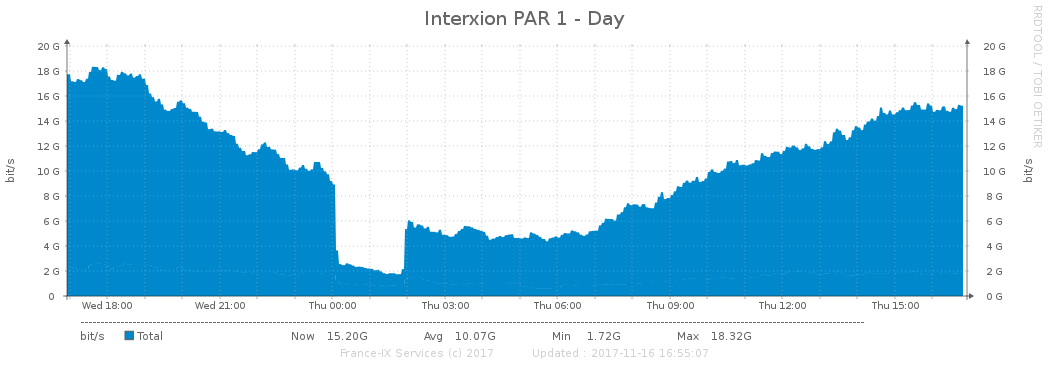 Interxion PAR 1 - Day
RRDTOOL / TOBI OETIKER
20 G 20 G
18 G 18 G
16 G 16 G
14 G 14 G
12 G 12 G
10 G 10 G
8 G 8 G
6 G 6 G
4 G 4 G
2 G 2 G
0 0 G
bit/s
bit/s
Wed 18:00 Wed 21:00 Thu 00:00 Thu 03:00 Thu 06:00 Thu 09:00 Thu 12:00 Thu 15:00
bit/s Total Now 15.20G Avg 10.07G Min 1.72G Max 18.32G
France-IX Services (c) 2017 Updated : 2017-11-16 16:55:07